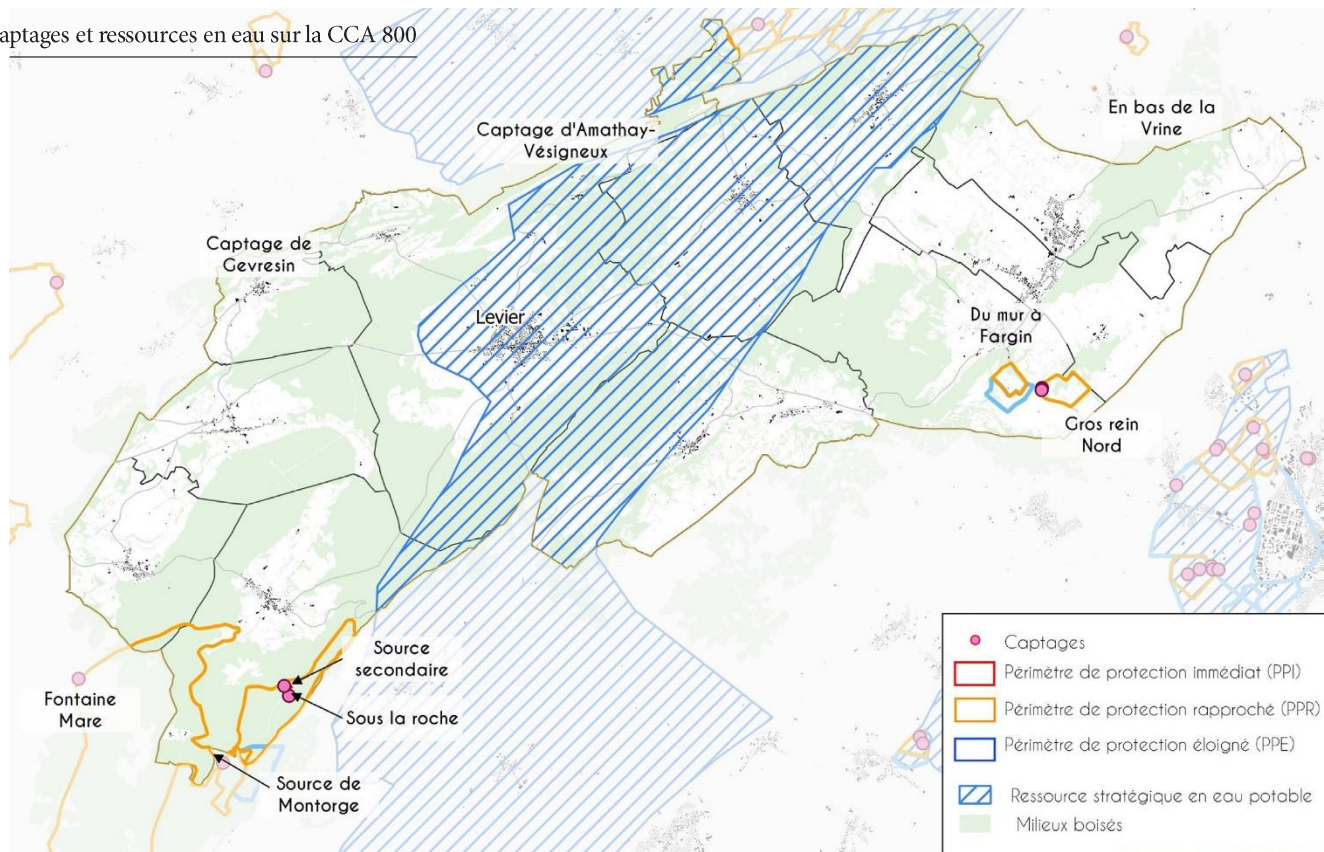 aptages et ressources en eau sur la CCA 800
Captage d'Amathay-
Vésigneux
En bas de la
Vrine
Captage de
Gevresin
Levier
Du mur à
Fargin
Gros rein
Nord
Source
secondaire
Sous la roche
Fontaine
Mare
Source de
Montorge
Captages
Périmètre de protection immédiat (PPI)
Périmètre de protection rapproché (PPR)
Périmètre de protection éloigné (PPE)
Ressource stratégique en eau potable
Milieux boisés